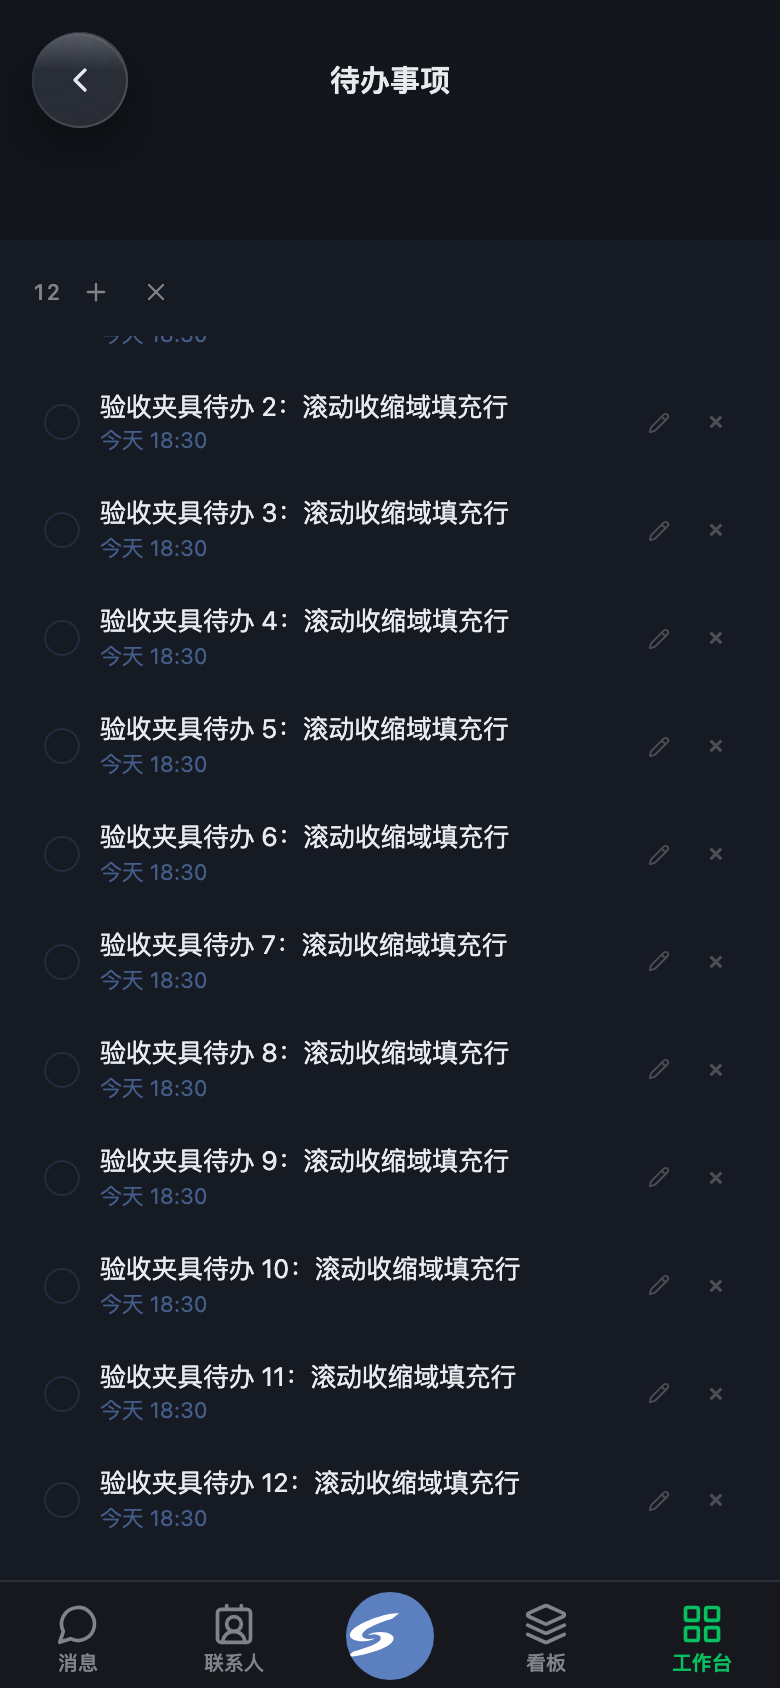 待办事项
12
今天 18:30
验收夹具待办 2：滚动收缩域填充行
今天 18:30
验收夹具待办 3：滚动收缩域填充行
今天 18:30
验收夹具待办 4：滚动收缩域填充行
今天 18:30
验收夹具待办 5：滚动收缩域填充行
今天 18:30
验收夹具待办 6：滚动收缩域填充行
今天 18:30
验收夹具待办 7：滚动收缩域填充行
今天 18:30
验收夹具待办 8：滚动收缩域填充行
今天 18:30
验收夹具待办 9：滚动收缩域填充行
今天 18:30
验收夹具待办 10：滚动收缩域填充行
今天 18:30
验收夹具待办 11：滚动收缩域填充行
今天 18:30
验收夹具待办 12：滚动收缩域填充行
今天 18:30
消息
联系人
看板
工作台